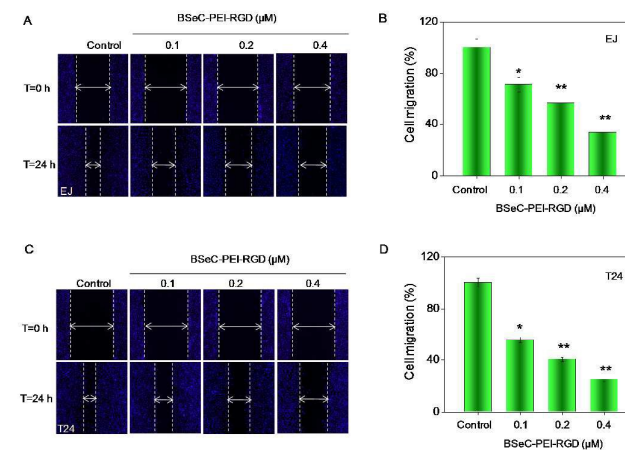 A
BSeC-PEI-RGD (μM)
Control 0.1 0.2 0.4
T=0 h
T=24 h
EJ
B
EJ
Cell migration (%)
120
80
40
0
* ** **
Control 0.1 0.2 0.4
BSeC-PEI-RGD (μM)
C
BSeC-PEI-RGD (μM)
Control 0.1 0.2 0.4
T=0 h
T=24 h
T24
D
T24
Cell migration (%)
120
80
40
0
* ** **
Control 0.1 0.2 0.4
BSeC-PEI-RGD (μM)